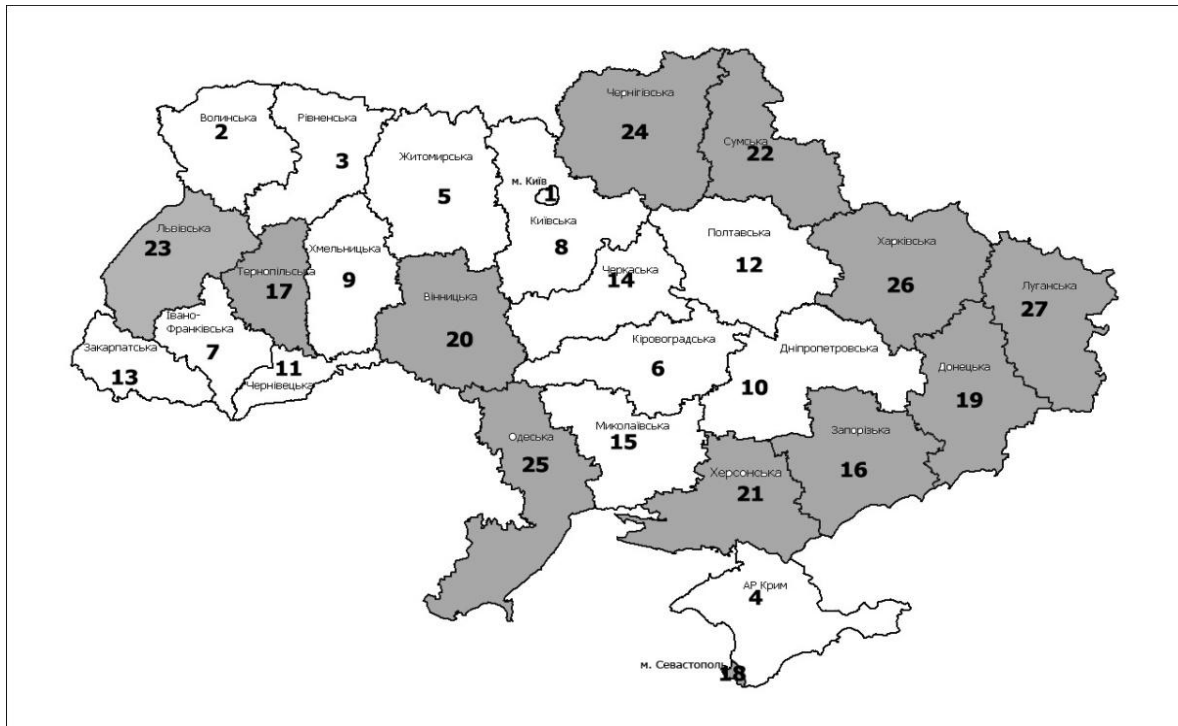 Чернігівська
24
Волинська
2
Рівненська
3
Сумська
22
Житомирська
5
м. Київ
1
Київська
8
Львівська
23
Полтавська
12
Харківська
26
Хмельницька
9
Тернопільська
17
Черкаська
14
Луганська
27
Вінницька
20
Івано-
Франківська
7
Закарпатська
13
11
Чернівецька
Кіровоградська
6
Дніпропетровська
10
Донецька
19
Миколаївська
15
Запорізька
16
Одеська
25
Херсонська
21
АР Крим
4
м. Севастополь
18